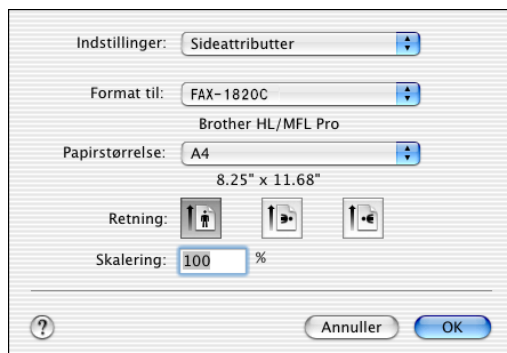 Indstillinger: Sideattributter
Format til: FAX-1820C
Brother HL/MFL Pro
Papirstørrelse: A4
8.25" x 11.68"
Retning:
Skalering: 100 %
? Annuller OK